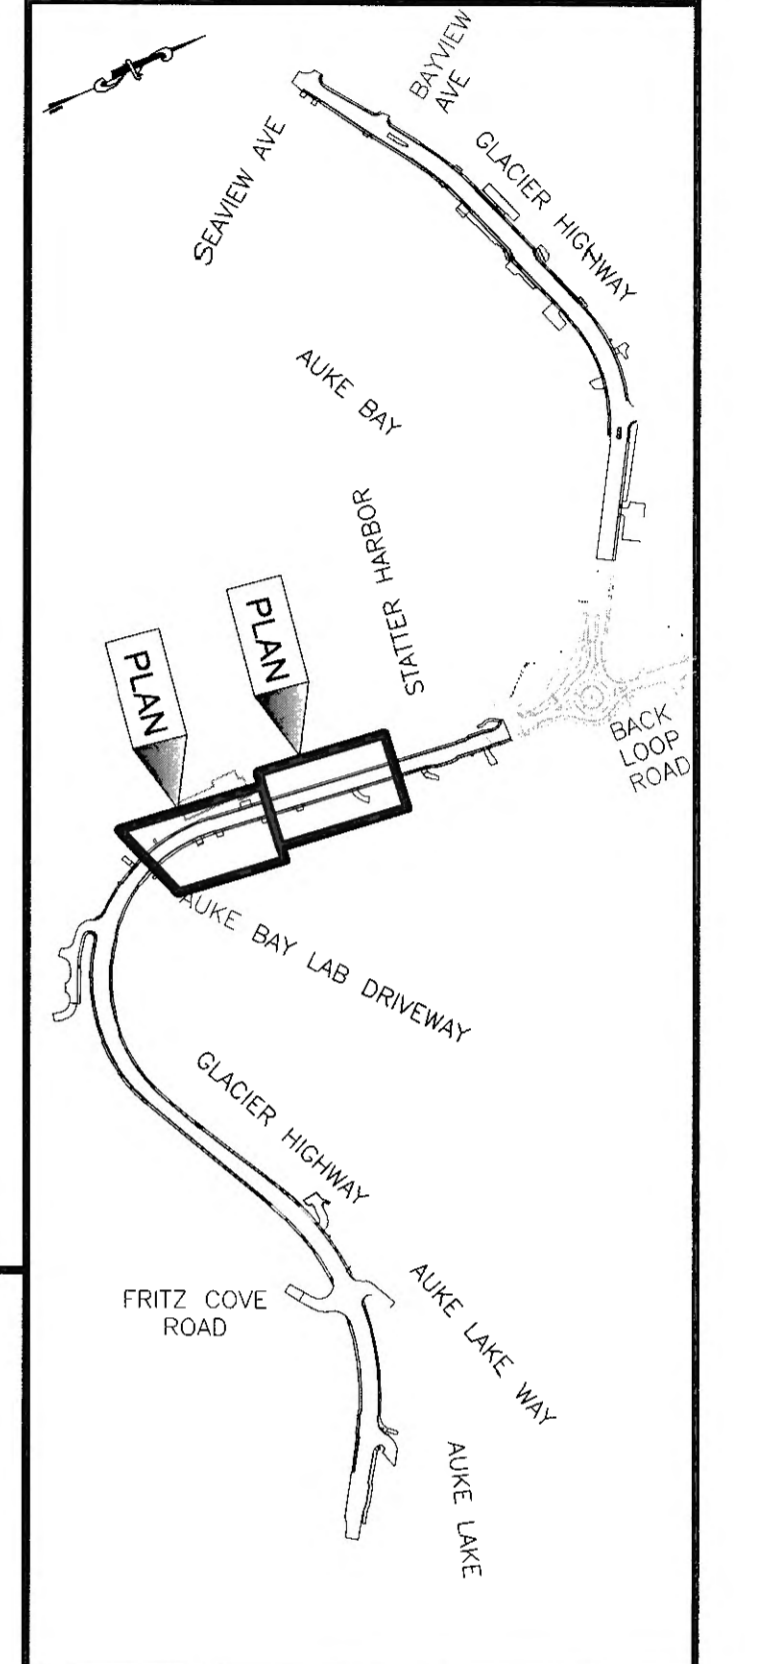 BAYVIEW
AVE
SEAVIEW AVE
GLACIER HIGHWAY
AUKE BAY
STATTER HARBOR
PLAN
PLAN
BACK
LOOP
ROAD
AUKE BAY LAB DRIVEWAY
GLACIER HIGHWAY
FRITZ COVE
ROAD
AUKE LAKE WAY
AUKE LAKE